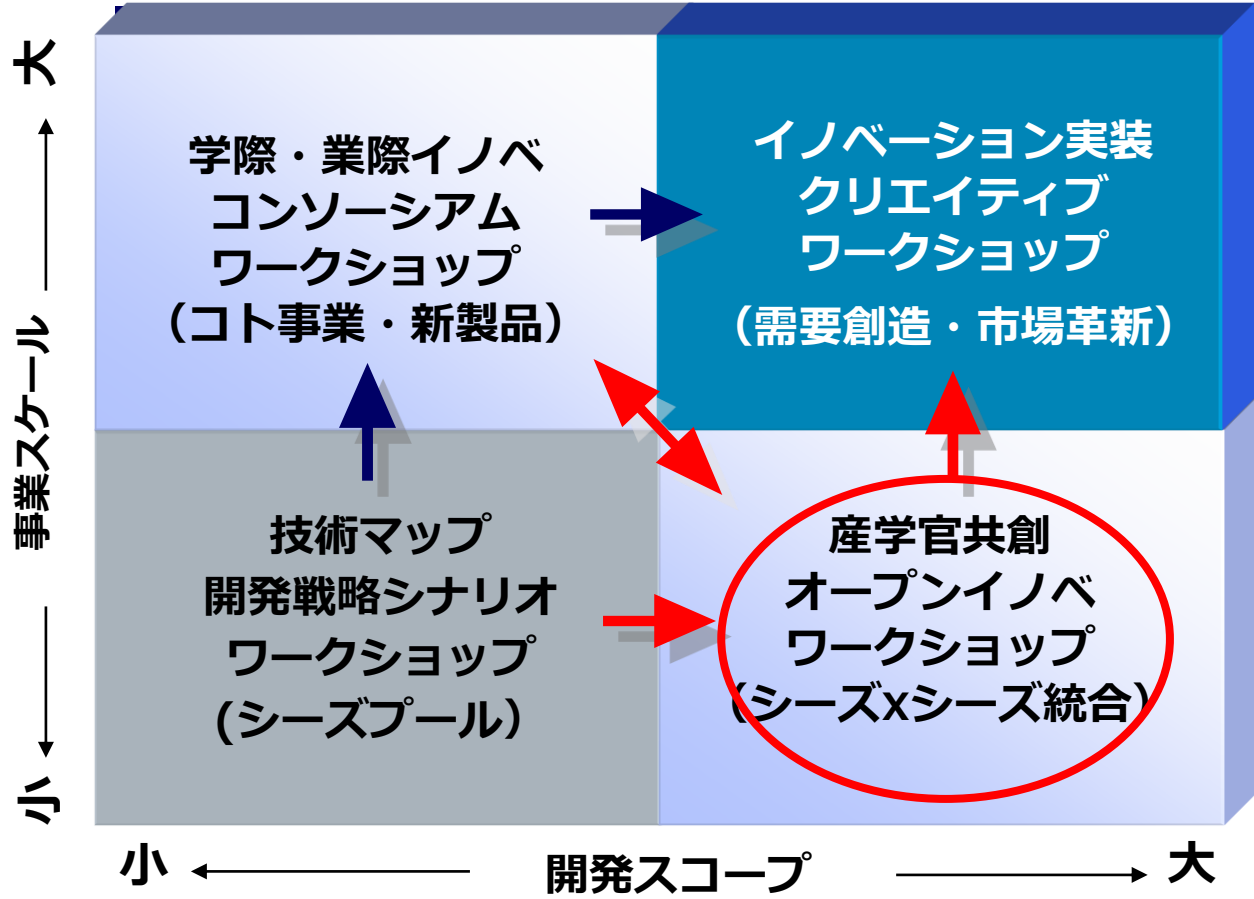 大
事業スケール
小
学際・業際イノベ
コンソーシアム
ワークショップ
（コト事業・新製品）
イノベーション実装
クリエイティブ
ワークショップ
（需要創造・市場革新）
技術マップ
開発戦略シナリオ
ワークショップ
(シーズプール）
産学官共創
オープンイノベ
ワークショップ
（シーズxシーズ統合）
小
開発スコープ
大